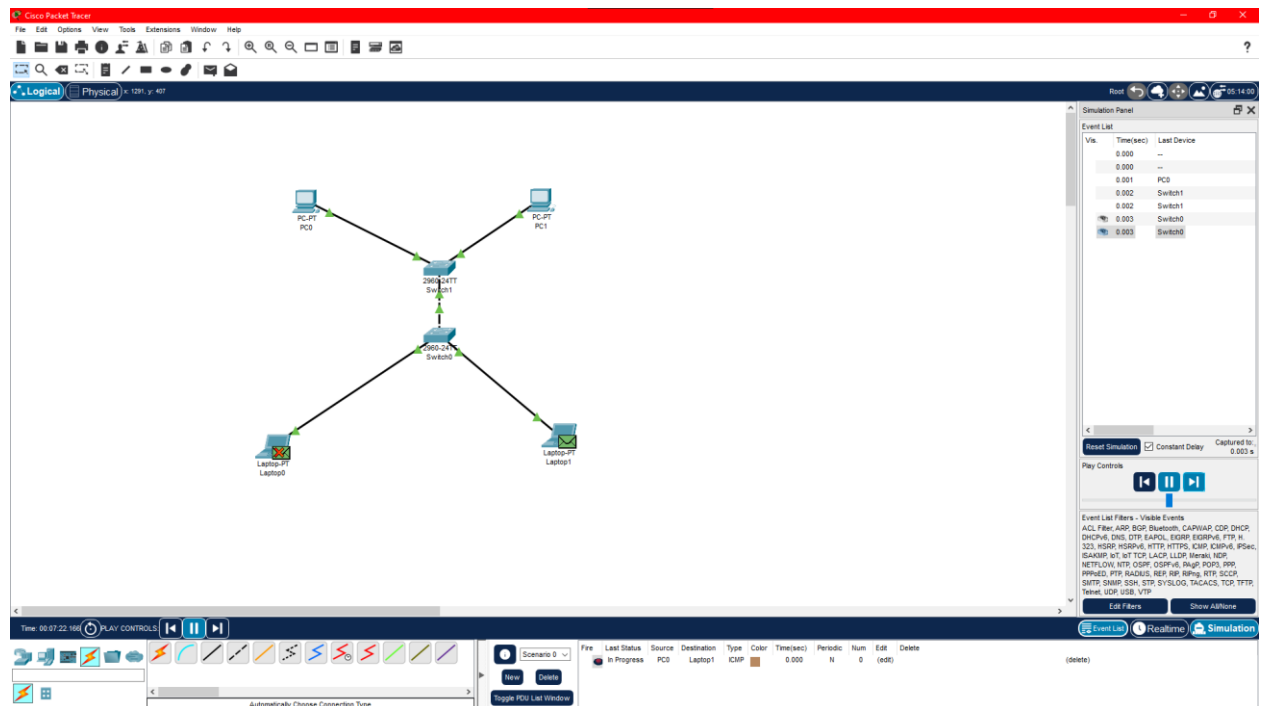 Cisco Packet Tracer
File Edit Options View Tools Extensions Window Help
?
Logical Physical x: 1291, y: 407 Root 05:14:00
Simulation Panel
Event List
Vis. Time(sec) Last Device
0.000 --
0.000 --
0.001 PC0
0.002 Switch1
0.002 Switch1
0.003 Switch0
0.003 Switch0
PC-PT
PC0
PC-PT
PC1
2960-24TT
Switch1
2960-24TT
Switch0
Laptop-PT
Laptop0
Laptop-PT
Laptop1
Reset Simulation Constant Delay Captured to:
0.003 s
Play Controls
Event List Filters - Visible Events
ACL Filter, ARP, BGP, Bluetooth, CAPWAP, CDP, DHCP,
DHCPv6, DNS, DTP, EAPOL, EIGRP, EIGRPv6, FTP, H.
323, HSRP, HSRPv6, HTTP, HTTPS, ICMP, ICMPv6, IPSec,
ISAKMP, IoT, IoT TCP, LACP, LLDP, Meraki, NDP,
NETFLOW, NTP, OSPF, OSPFv6, PAgP, POP3, PPP,
PPPoED, PTP, RADIUS, REP, RIP, RIPng, RTP, SCCP,
SMTP, SNMP, SSH, STP, SYSLOG, TACACS, TCP, TFTP,
Telnet, UDP, USB, VTP
Edit Filters Show All/None
Time: 00:07:22.166 PLAY CONTROLS: Event List Realtime Simulation
Scenario 0
New Delete
Toggle PDU List Window
Fire Last Status Source Destination Type Color Time(sec) Periodic Num Edit Delete
In Progress PC0 Laptop1 ICMP 0.000 N 0 (edit) (delete)
Automatically Choose Connection Type